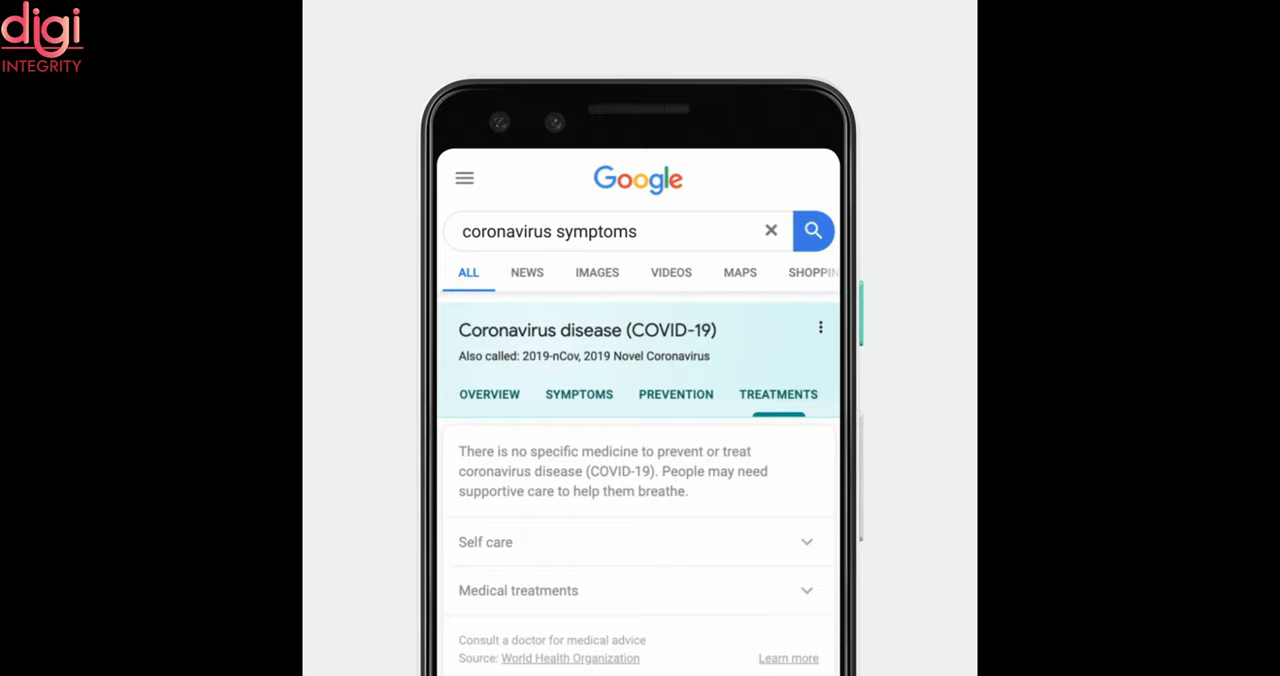 digi
INTEGRITY
Google
coronavirus symptoms
ALL NEWS IMAGES VIDEOS MAPS SHOPPIN
Coronavirus disease (COVID-19)
Also called: 2019-nCov, 2019 Novel Coronavirus
OVERVIEW SYMPTOMS PREVENTION TREATMENTS
There is no specific medicine to prevent or treat
coronavirus disease (COVID-19). People may need
supportive care to help them breathe.
Self care
Medical treatments
Consult a doctor for medical advice
Source: World Health Organization Learn more